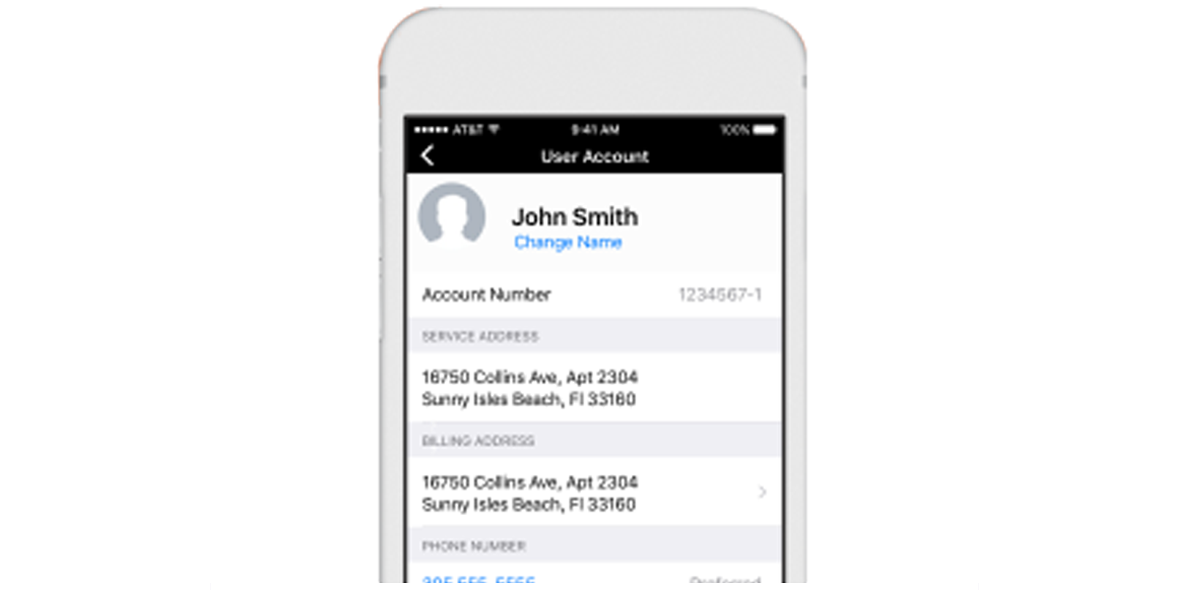 AT&T 9:41 AM 100%
User Account
John Smith
Change Name
Account Number 1234567-1
SERVICE ADDRESS
16750 Collins Ave, Apt 2304
Sunny Isles Beach, Fl 33160
BILLING ADDRESS
16750 Collins Ave, Apt 2304
Sunny Isles Beach, Fl 33160
PHONE NUMBER
Preferred